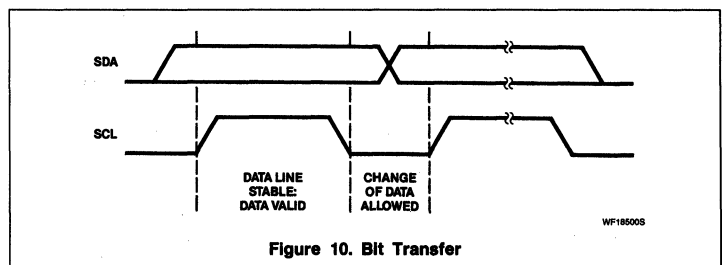 SDA
SCL
DATA LINE
STABLE:
DATA VALID
CHANGE
OF DATA
ALLOWED
WF18500S
Figure 10. Bit Transfer